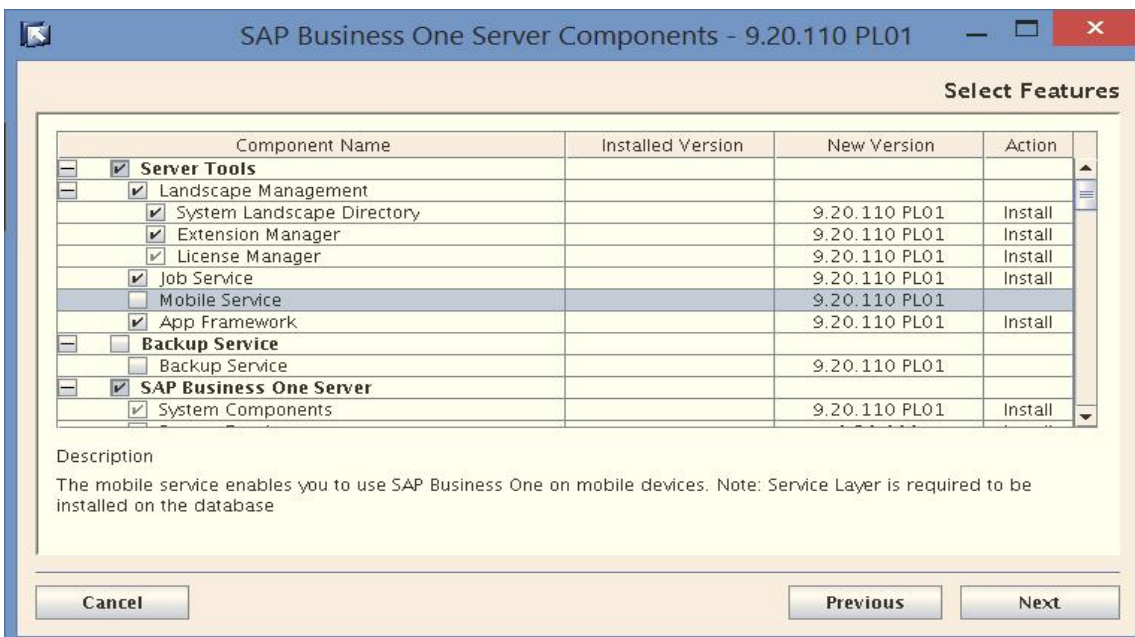 SAP Business One Server Components - 9.20.110 PL01
Select Features
Component Name Installed Version New Version Action
Server Tools
Landscape Management
System Landscape Directory 9.20.110 PL01 Install
Extension Manager 9.20.110 PL01 Install
License Manager 9.20.110 PL01 Install
Job Service 9.20.110 PL01 Install
Mobile Service 9.20.110 PL01
App Framework 9.20.110 PL01 Install
Backup Service
Backup Service 9.20.110 PL01
SAP Business One Server
System Components 9.20.110 PL01 Install
Description
The mobile service enables you to use SAP Business One on mobile devices. Note: Service Layer is required to be
installed on the database
Cancel Previous Next